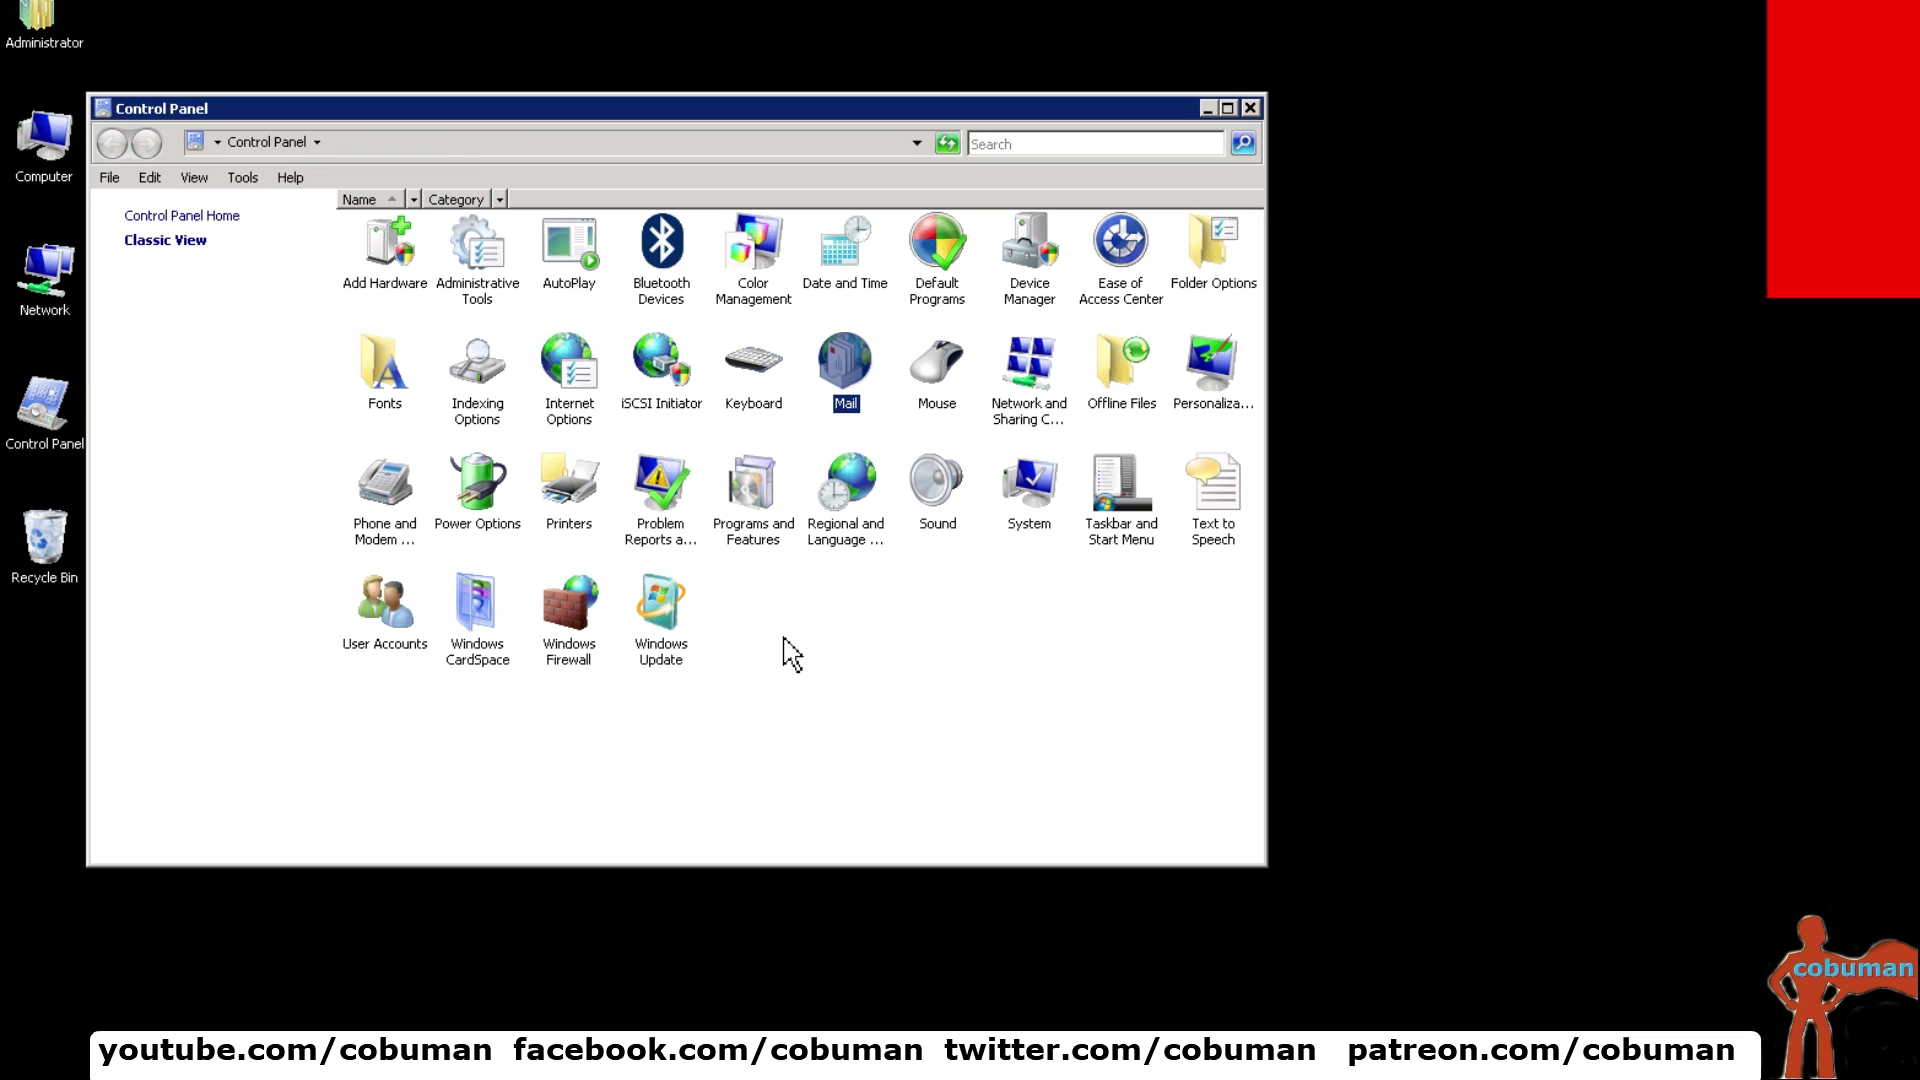 Administrator
Computer
Network
Control Panel
Recycle Bin
Control Panel
Control Panel
Search
File Edit View Tools Help
Control Panel Home
Classic View
Name Category
Add Hardware
Administrative
Tools
AutoPlay
Bluetooth
Devices
Color
Management
Date and Time
Default
Programs
Device
Manager
Ease of
Access Center
Folder Options
Fonts
Indexing
Options
Internet
Options
iSCSI Initiator
Keyboard
Mail
Mouse
Network and
Sharing C...
Offline Files
Personaliza...
Phone and
Modem ...
Power Options
Printers
Problem
Reports a...
Programs and
Features
Regional and
Language ...
Sound
System
Taskbar and
Start Menu
Text to
Speech
User Accounts
Windows
CardSpace
Windows
Firewall
Windows
Update
cobuman
youtube.com/cobuman facebook.com/cobuman twitter.com/cobuman patreon.com/cobuman